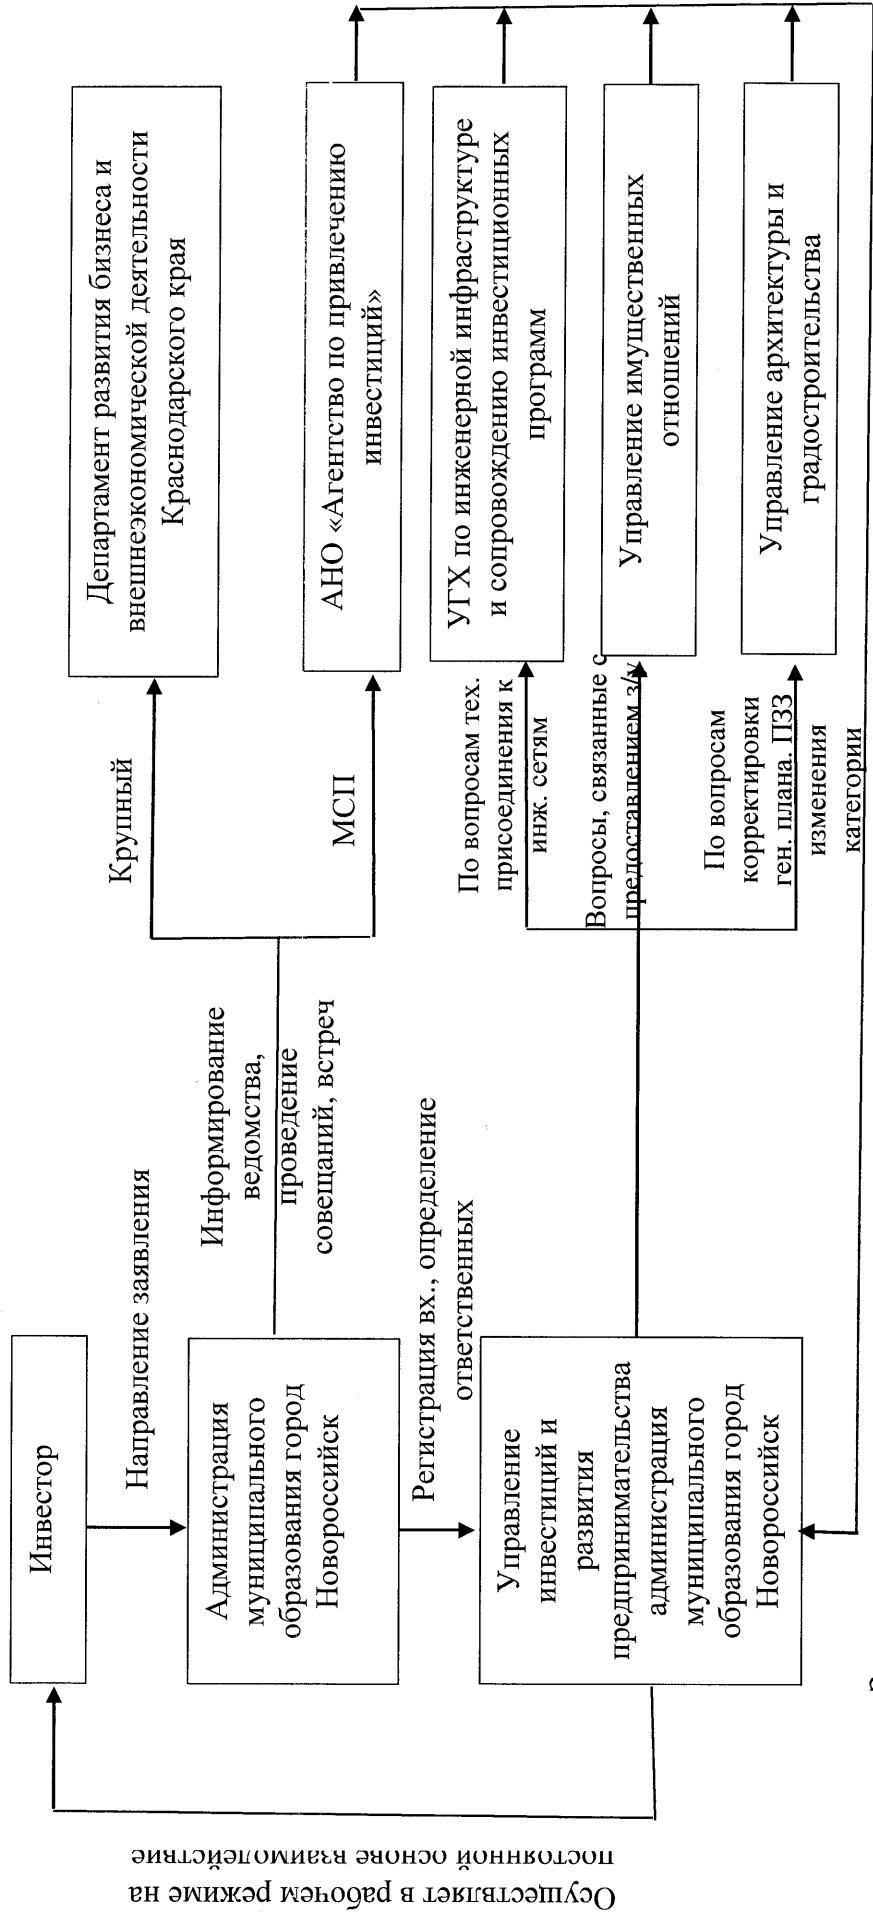 Осуществляет в рабочем режиме на
постоянной основе взаимодействие
Инвестор
Направление заявления
Администрация
муниципального
образования город
Новороссийск
Регистрация вх., определение
ответственных
Управление
инвестиций и
развития
предпринимательства
администрация
муниципального
образования город
Новороссийск
Информирование
ведомства,
проведение
совещаний, встреч
Крупный
МСП
По вопросам тех.
присоединения к
инж. сетям
Вопросы, связанные с
предоставлением з/у
По вопросам
корректировки
ген. плана. ПЗЗ
изменения
категории
Департамент развития бизнеса и
внешнеэкономической деятельности
Краснодарского края
АНО «Агентство по привлечению
инвестиций»
УГХ по инженерной инфраструктуре
и сопровождению инвестиционных
программ
Управление имущественных
отношений
Управление архитектуры и
градостроительства